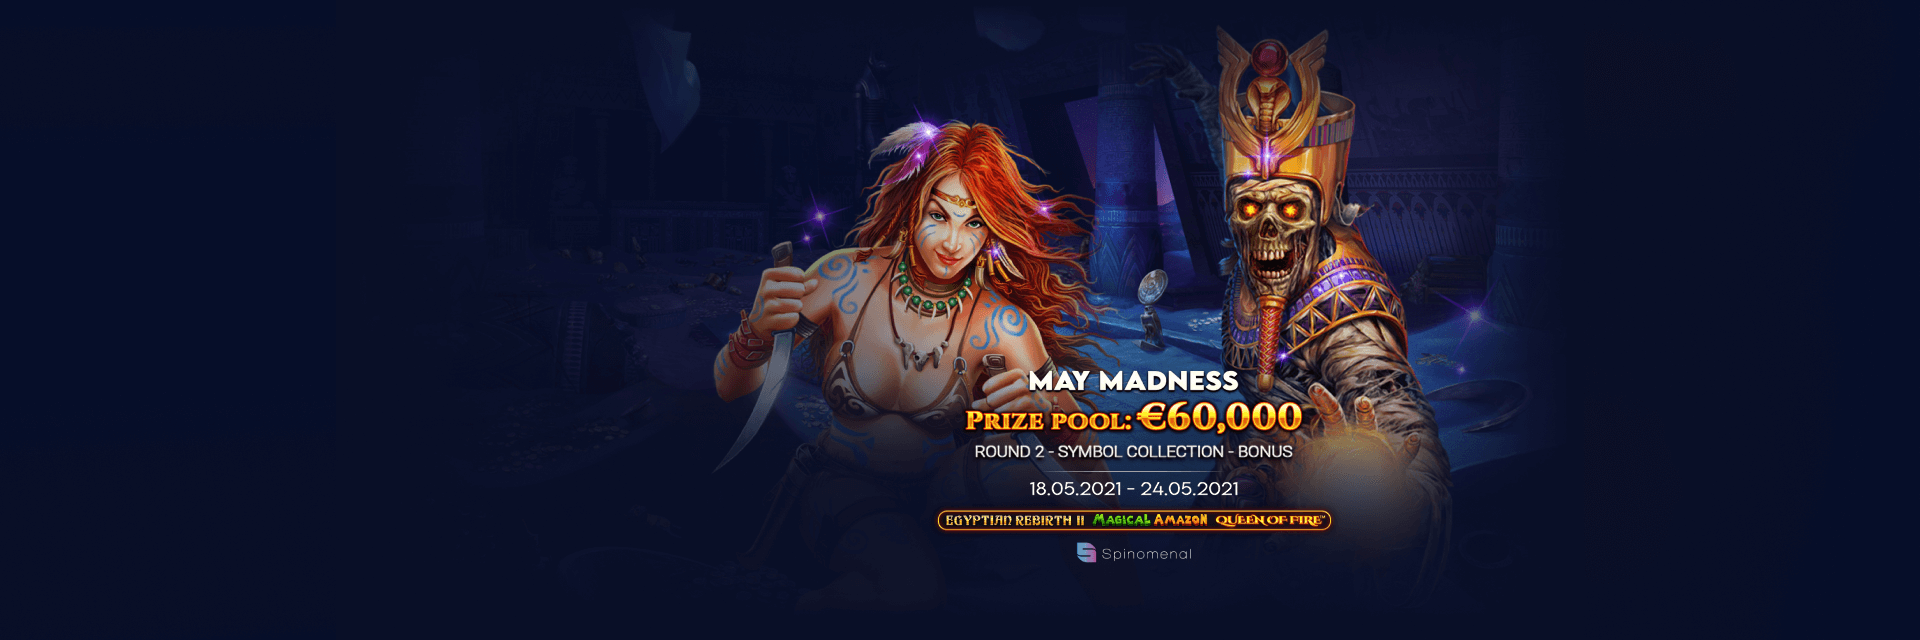 MAY MADNESS
PRIZE POOL: €60,000
ROUND 2 - SYMBOL COLLECTION - BONUS
18.05.2021 - 24.05.2021
EGYPTIAN REBIRTH II MAGICAL AMAZON QUEEN OF FIRE™
Spinomenal